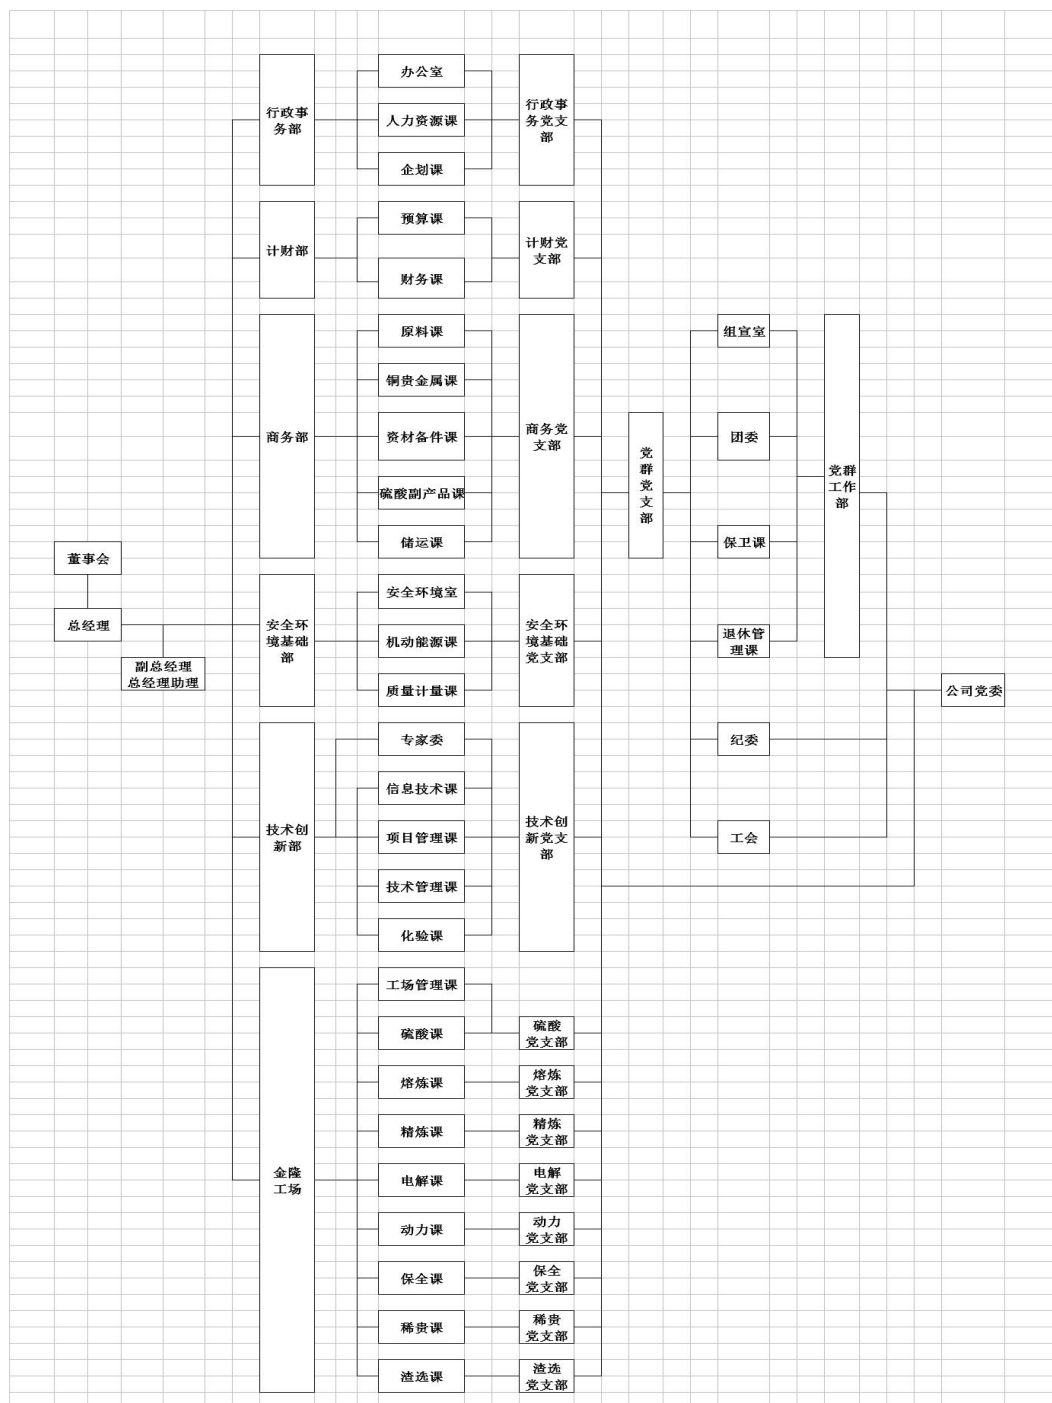 董事会
总经理
副总经理
总经理助理
行政事
务部
办公室
人力资源课
企划课
行政事
务党支
部
计财部
预算课
财务课
计财党
支部
商务部
原料课
铜贵金属课
资材备件课
硫酸副产品课
储运课
商务党
支部
安全环
境基础
部
安全环境室
机动能源课
质量计量课
安全环
境基础
党支部
技术创
新部
专家委
信息技术课
项目管理课
技术管理课
化验课
技术创
新党支
部
金隆
工场
工场管理课
硫酸课
硫酸
党支部
熔炼课
熔炼
党支部
精炼课
精炼
党支部
电解课
电解
党支部
动力课
动力
党支部
保全课
保全
党支部
稀贵课
稀贵
党支部
渣选课
渣选
党支部
党
群
党
支
部
组宣室
团委
保卫课
退休管
理课
纪委
工会
党群
工作
部
公司党委